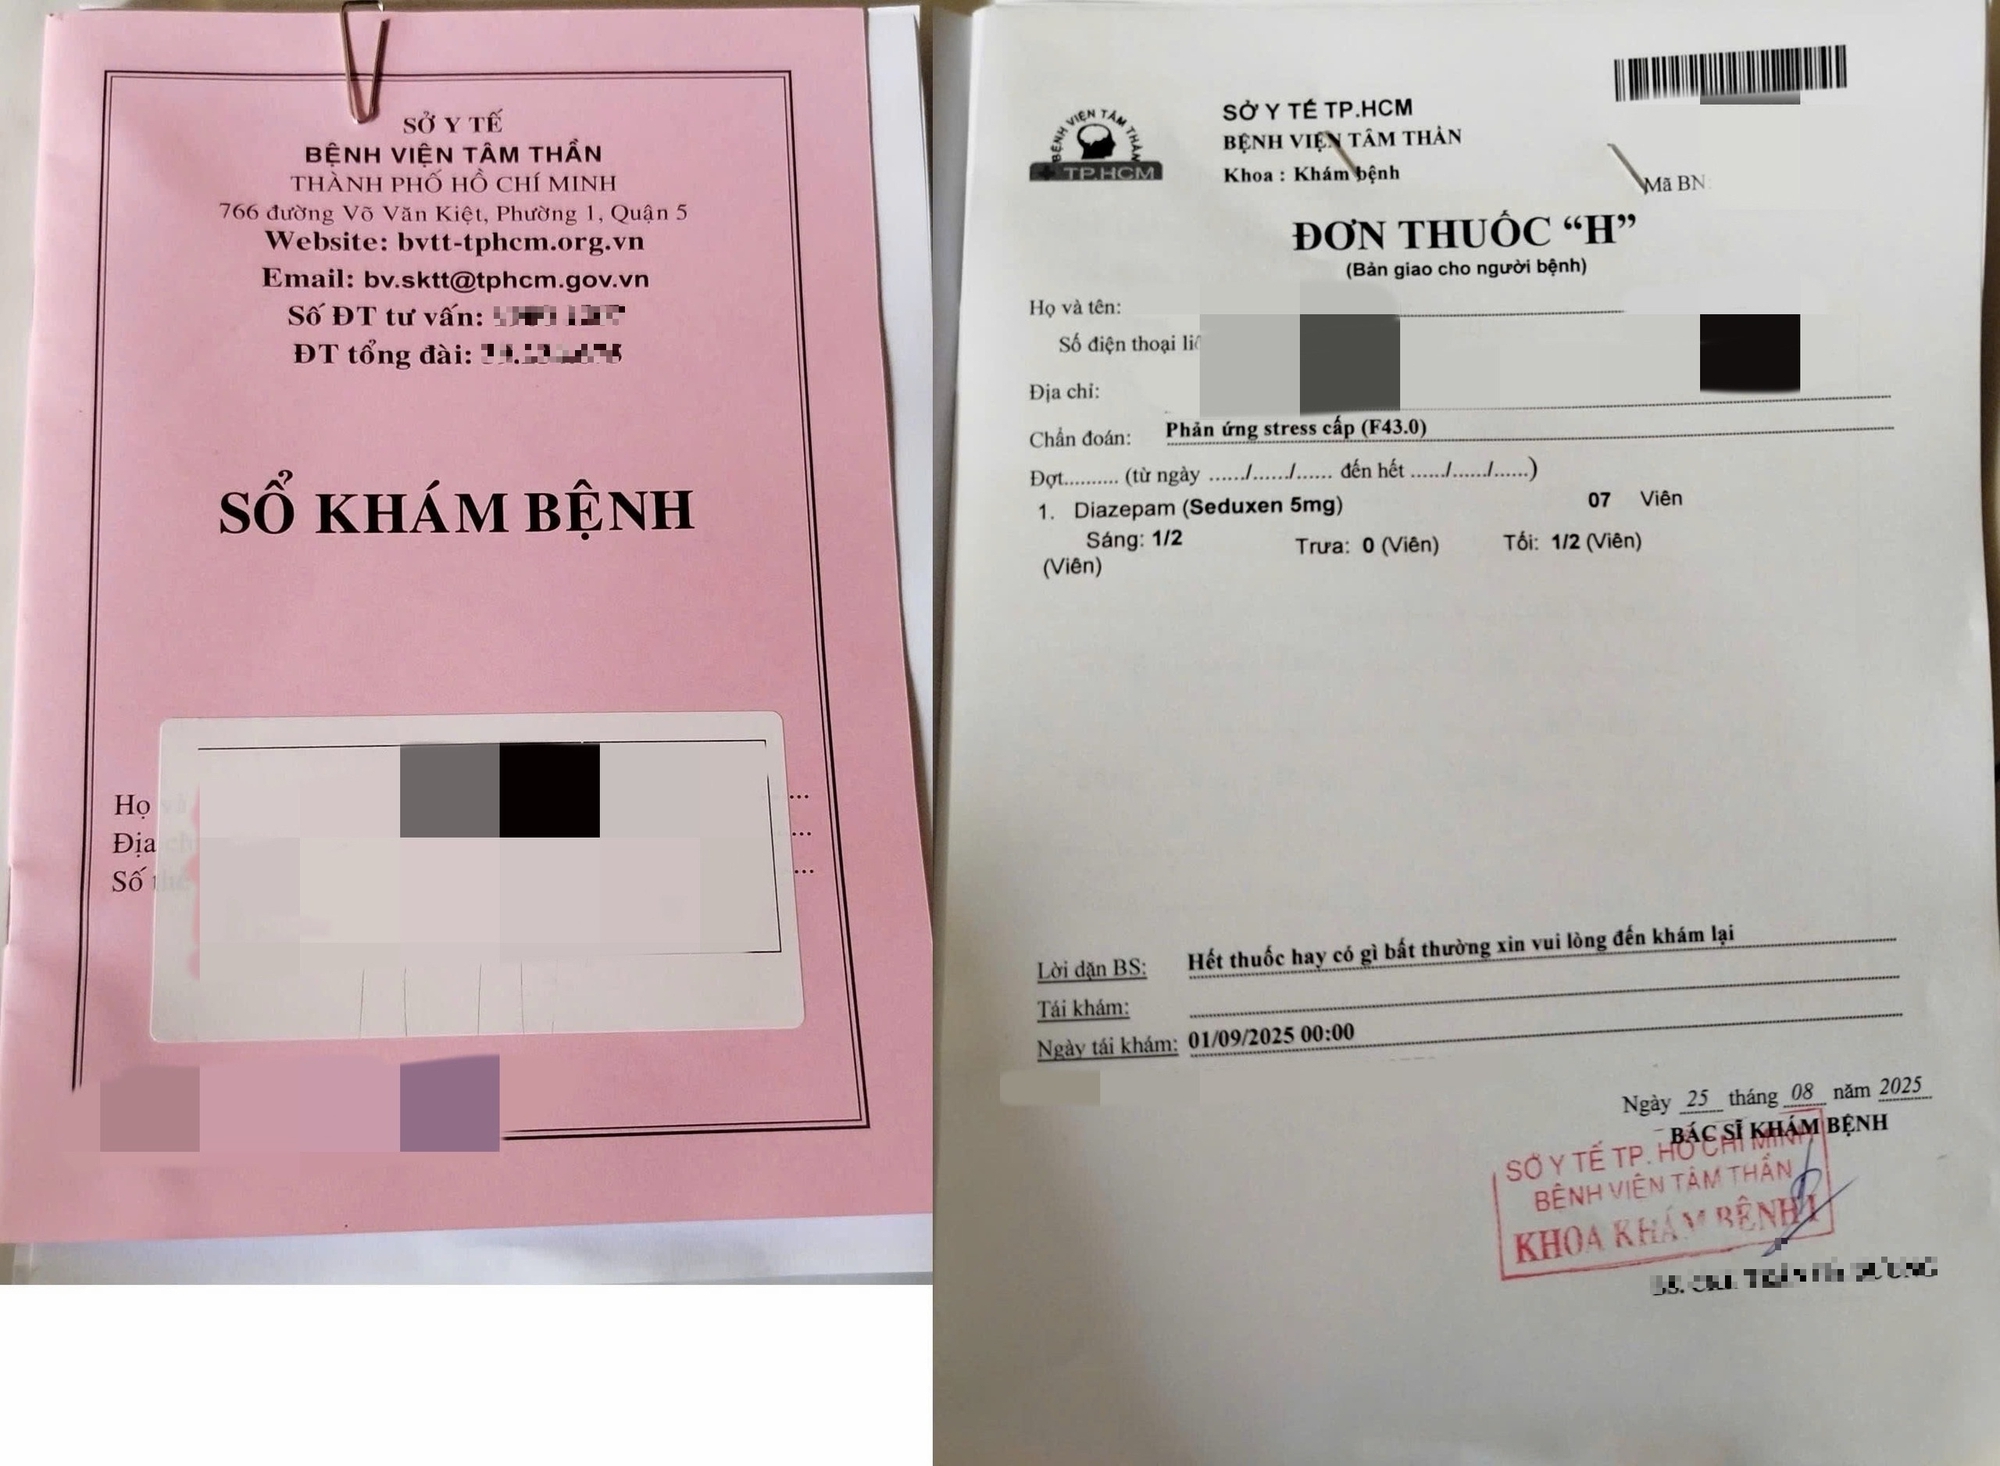 SỞ Y TẾ
BỆNH VIỆN TÂM THẦN
THÀNH PHỐ HỒ CHÍ MINH
766 đường Võ Văn Kiệt, Phường 1, Quận 5
Website: bvtt-tphcm.org.vn
Email: bv.sktt@tphcm.gov.vn
Số ĐT tư vấn:
ĐT tổng đài:
SỔ KHÁM BỆNH
Họ và
Địa chỉ
Số thẻ
BỆNH VIỆN TÂM THẦN
TP.HCM
SỞ Y TẾ TP.HCM
BỆNH VIỆN TÂM THẦN
Khoa : Khám bệnh
Mã BN:
ĐƠN THUỐC “H”
(Bản giao cho người bệnh)
Họ và tên:
Số điện thoại
Địa chỉ:
Chẩn đoán: Phản ứng stress cấp (F43.0)
Đợt.......... (từ ngày ....../....../...... đến hết ....../....../......)
1. Diazepam (Seduxen 5mg) 07 Viên
Sáng: 1/2 Trưa: 0 (Viên) Tối: 1/2 (Viên)
(Viên)
Lời dặn BS: Hết thuốc hay có gì bất thường xin vui lòng đến khám lại
Tái khám:
Ngày tái khám: 01/09/2025 00:00
Ngày 25 tháng 08 năm 2025
BÁC SĨ KHÁM BỆNH
SỞ Y TẾ TP. HỒ CHÍ MINH
BỆNH VIỆN TÂM THẦN
KHOA KHÁM BỆNH I